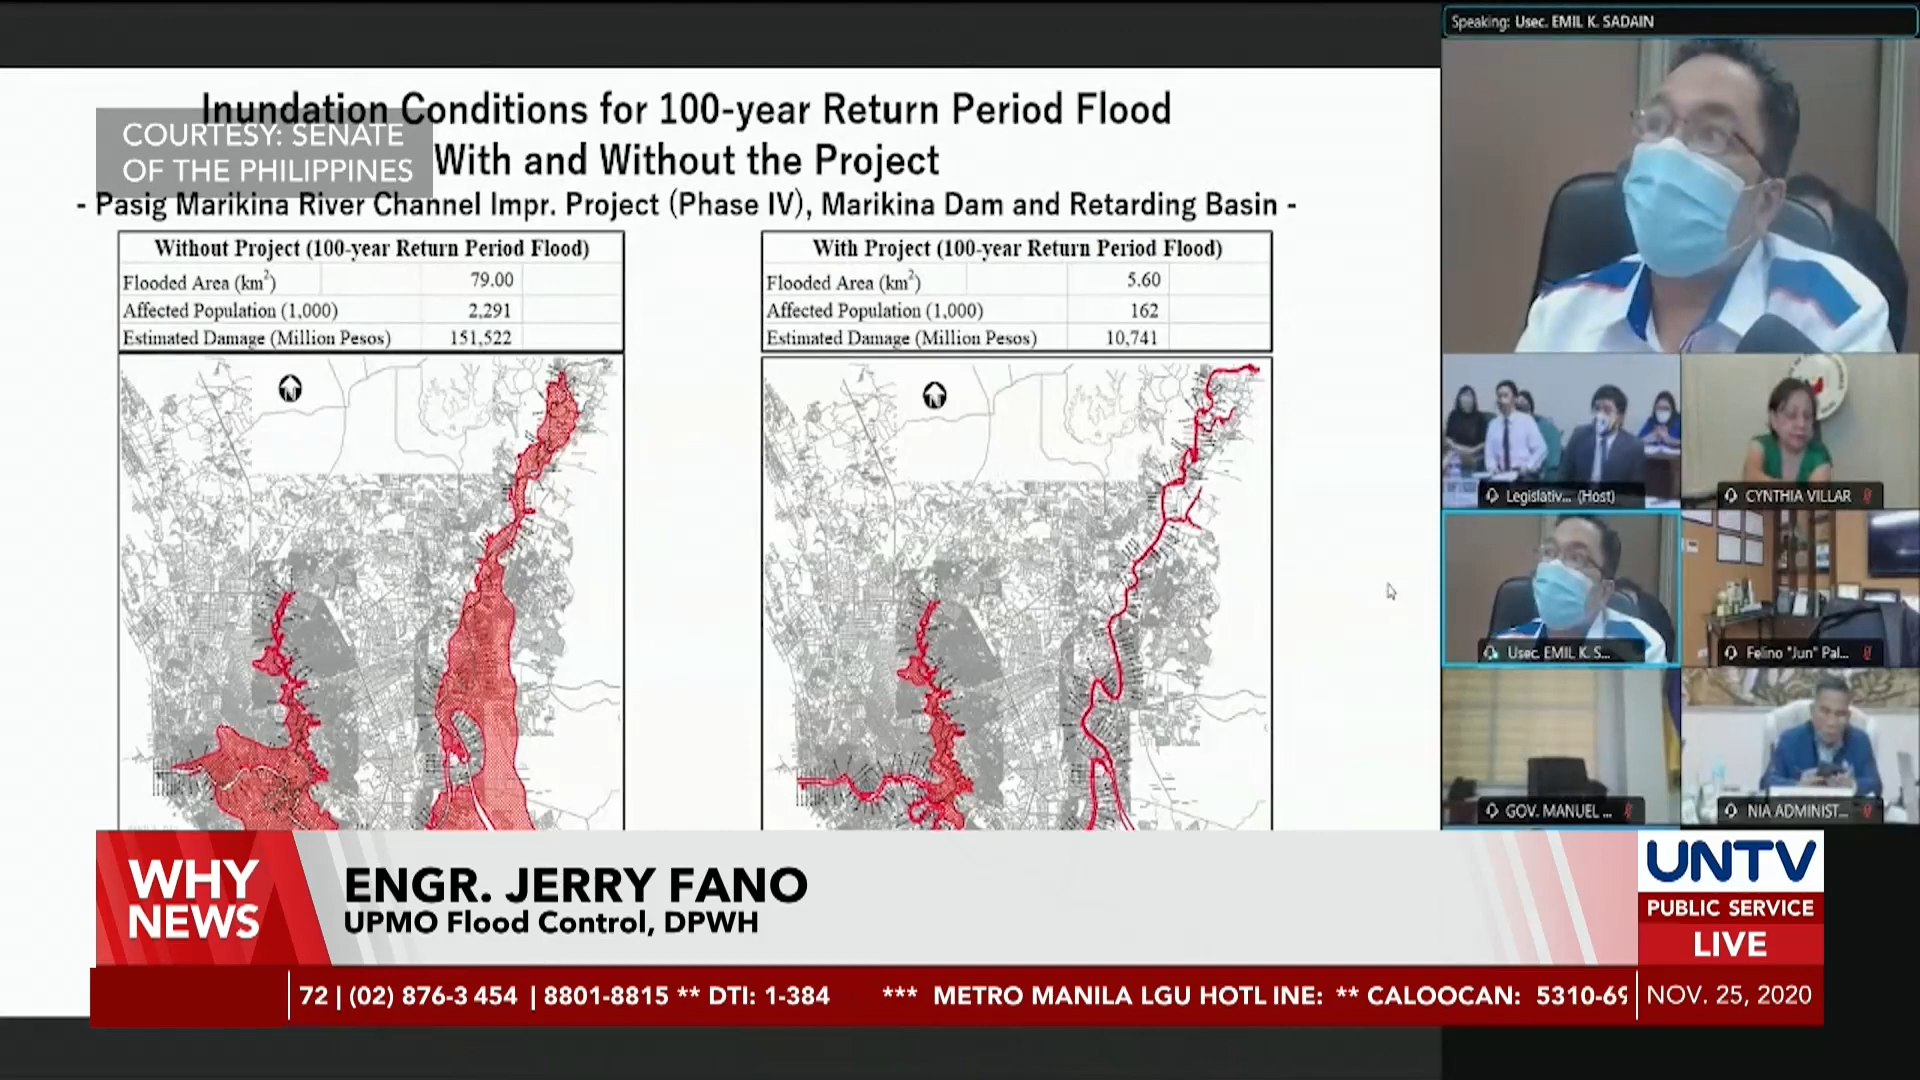 Speaking: Usec. EMIL K. SADAIN
Inundation Conditions for 100-year Return Period Flood
COURTESY: SENATE
OF THE PHILIPPINES
With and Without the Project
- Pasig Marikina River Channel Impr. Project (Phase IV), Marikina Dam and Retarding Basin -
Without Project (100-year Return Period Flood)
Flooded Area (km²) 79.00
Affected Population (1,000) 2,291
Estimated Damage (Million Pesos) 151,522
With Project (100-year Return Period Flood)
Flooded Area (km²) 5.60
Affected Population (1,000) 162
Estimated Damage (Million Pesos) 10,741
N
N
Legislativ... (Host)
CYNTHIA VILLAR
Usec. EMIL K. S...
Felino "Jun" Pal...
GOV. MANUEL ...
NIA ADMINIST...
WHY
NEWS
ENGR. JERRY FANO
UPMO Flood Control, DPWH
UNTV
PUBLIC SERVICE
LIVE
72 | (02) 876-3 454 | 8801-8815 ** DTI: 1-384 *** METRO MANILA LGU HOTL INE: ** CALOOCAN: 5310-69
NOV. 25, 2020